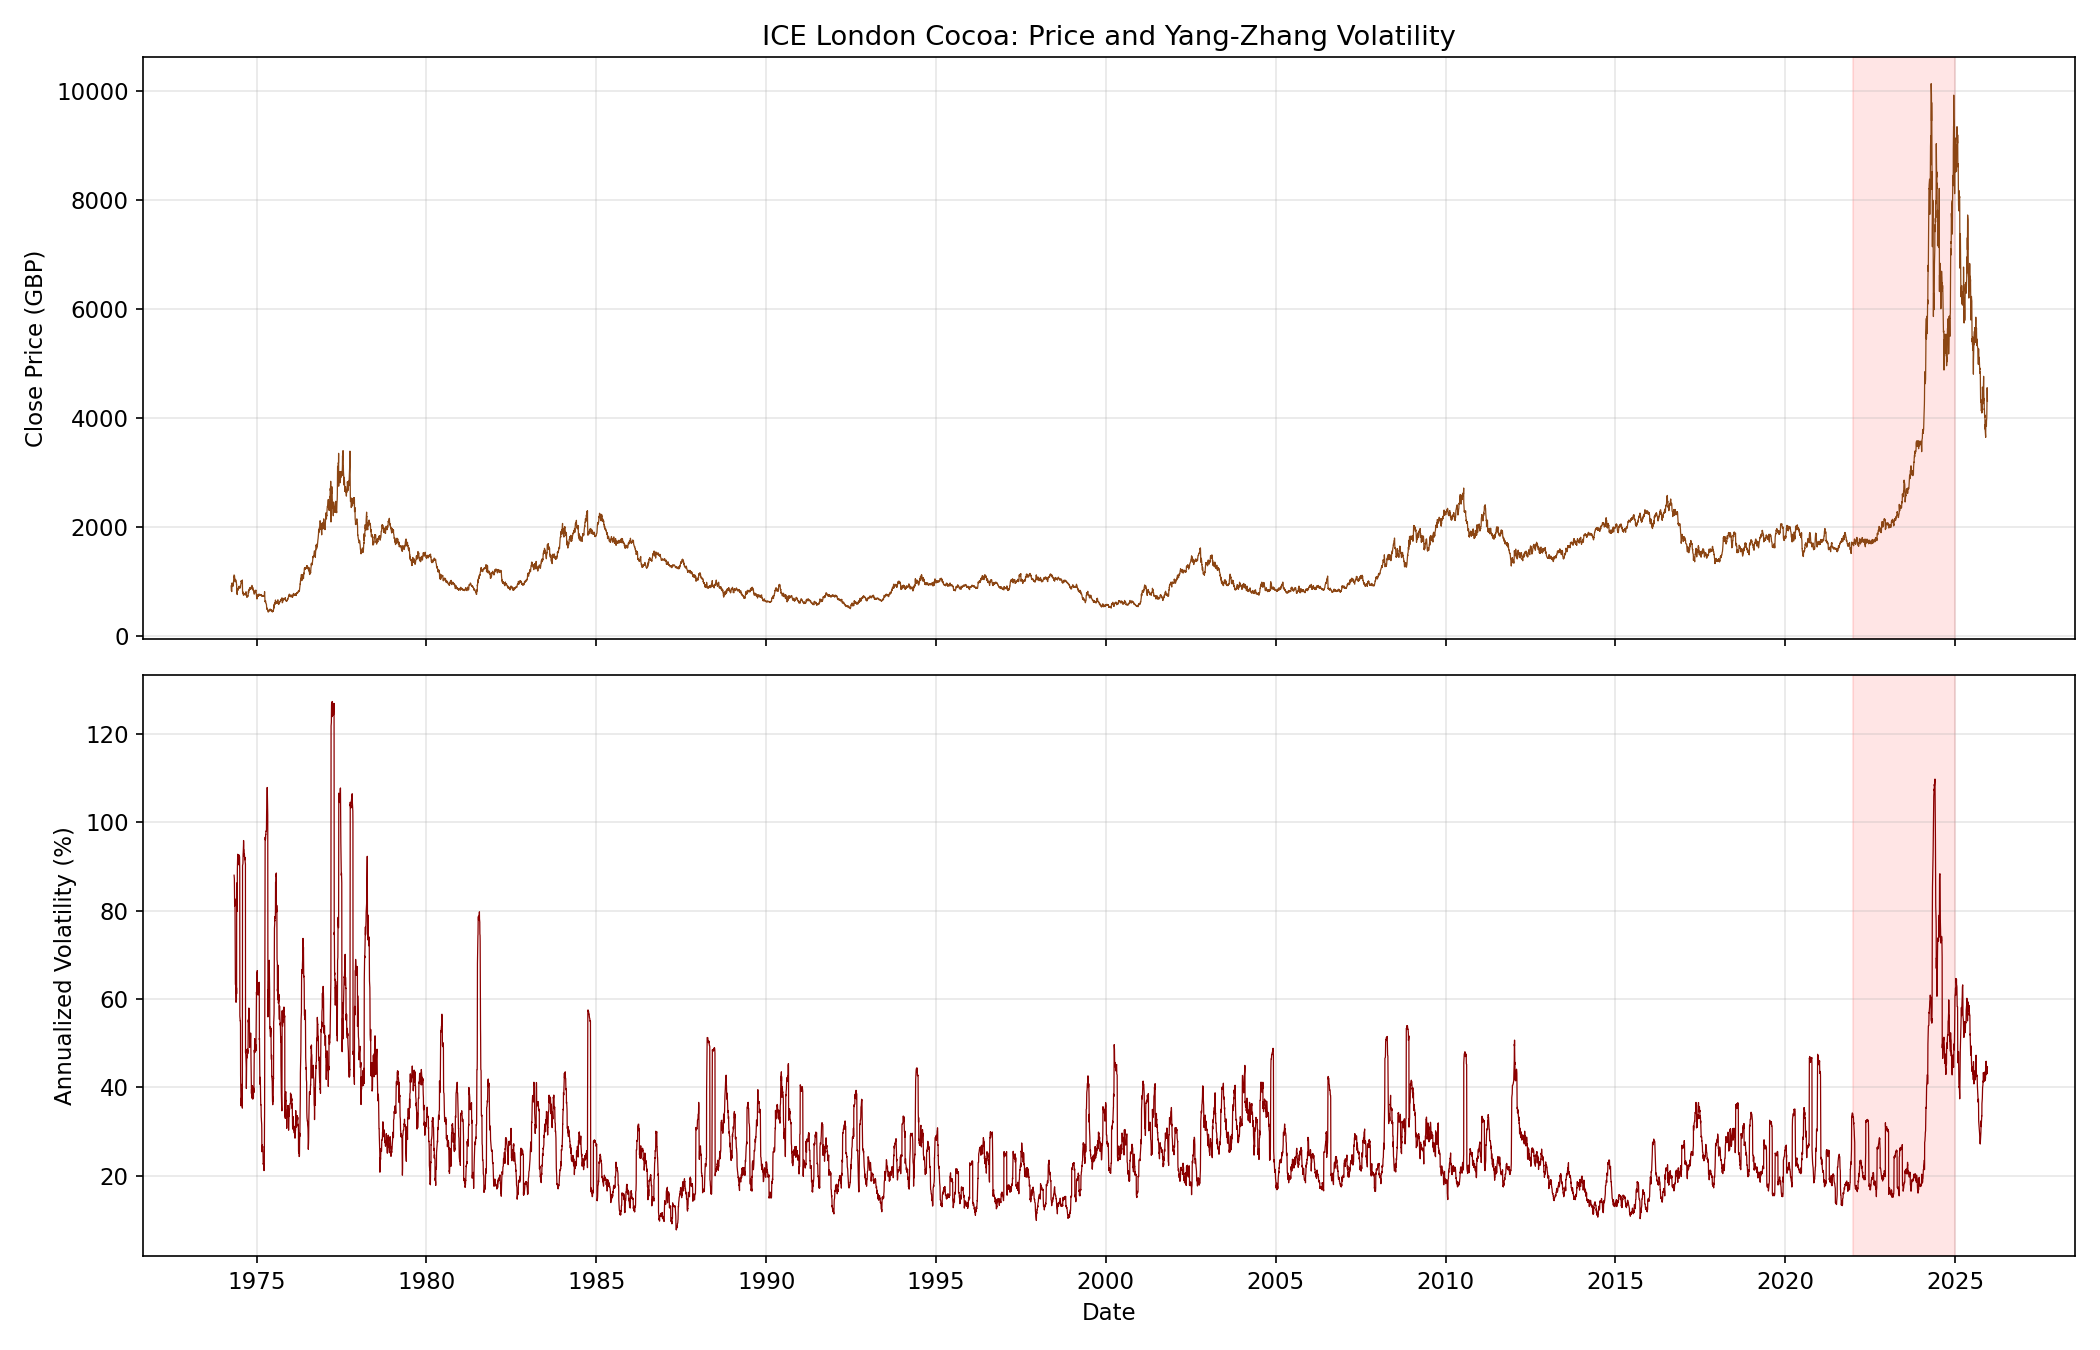 ICE London Cocoa: Price and Yang-Zhang Volatility
Close Price (GBP)
10000
8000
6000
4000
2000
0
Annualized Volatility (%)
120
100
80
60
40
20
1975 1980 1985 1990 1995 2000 2005 2010 2015 2020 2025
Date